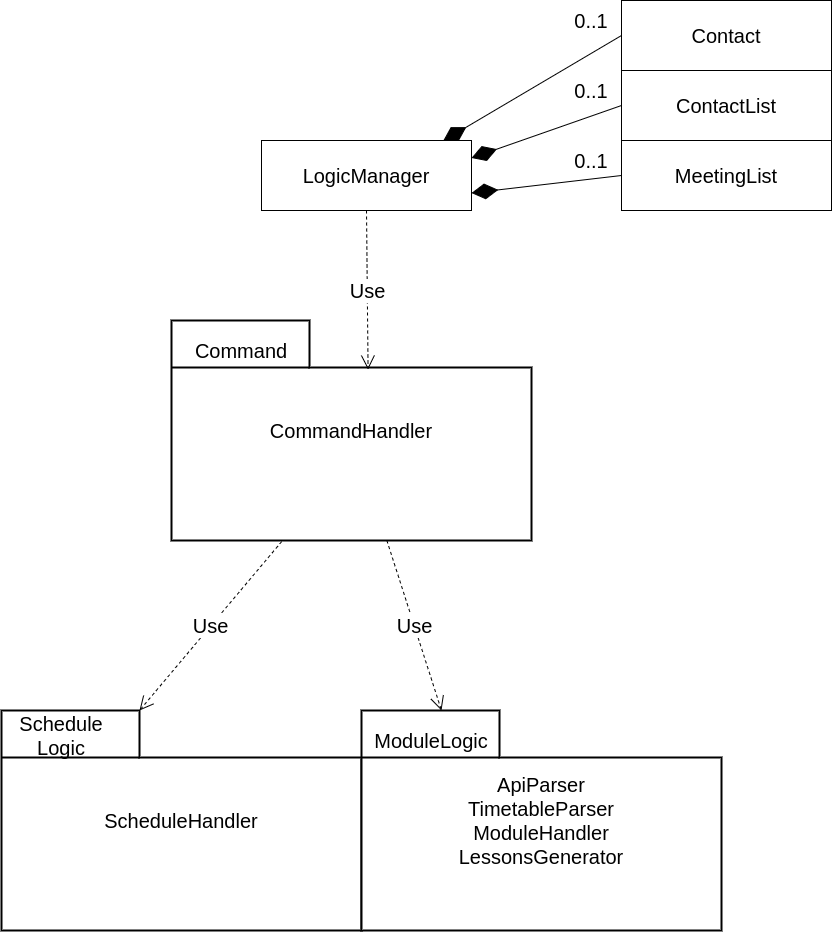 0..1
Contact
0..1
ContactList
0..1
MeetingList
LogicManager
Use
Command
CommandHandler
Use
Use
Schedule
Logic
ScheduleHandler
ModuleLogic
ApiParser
TimetableParser
ModuleHandler
LessonsGenerator